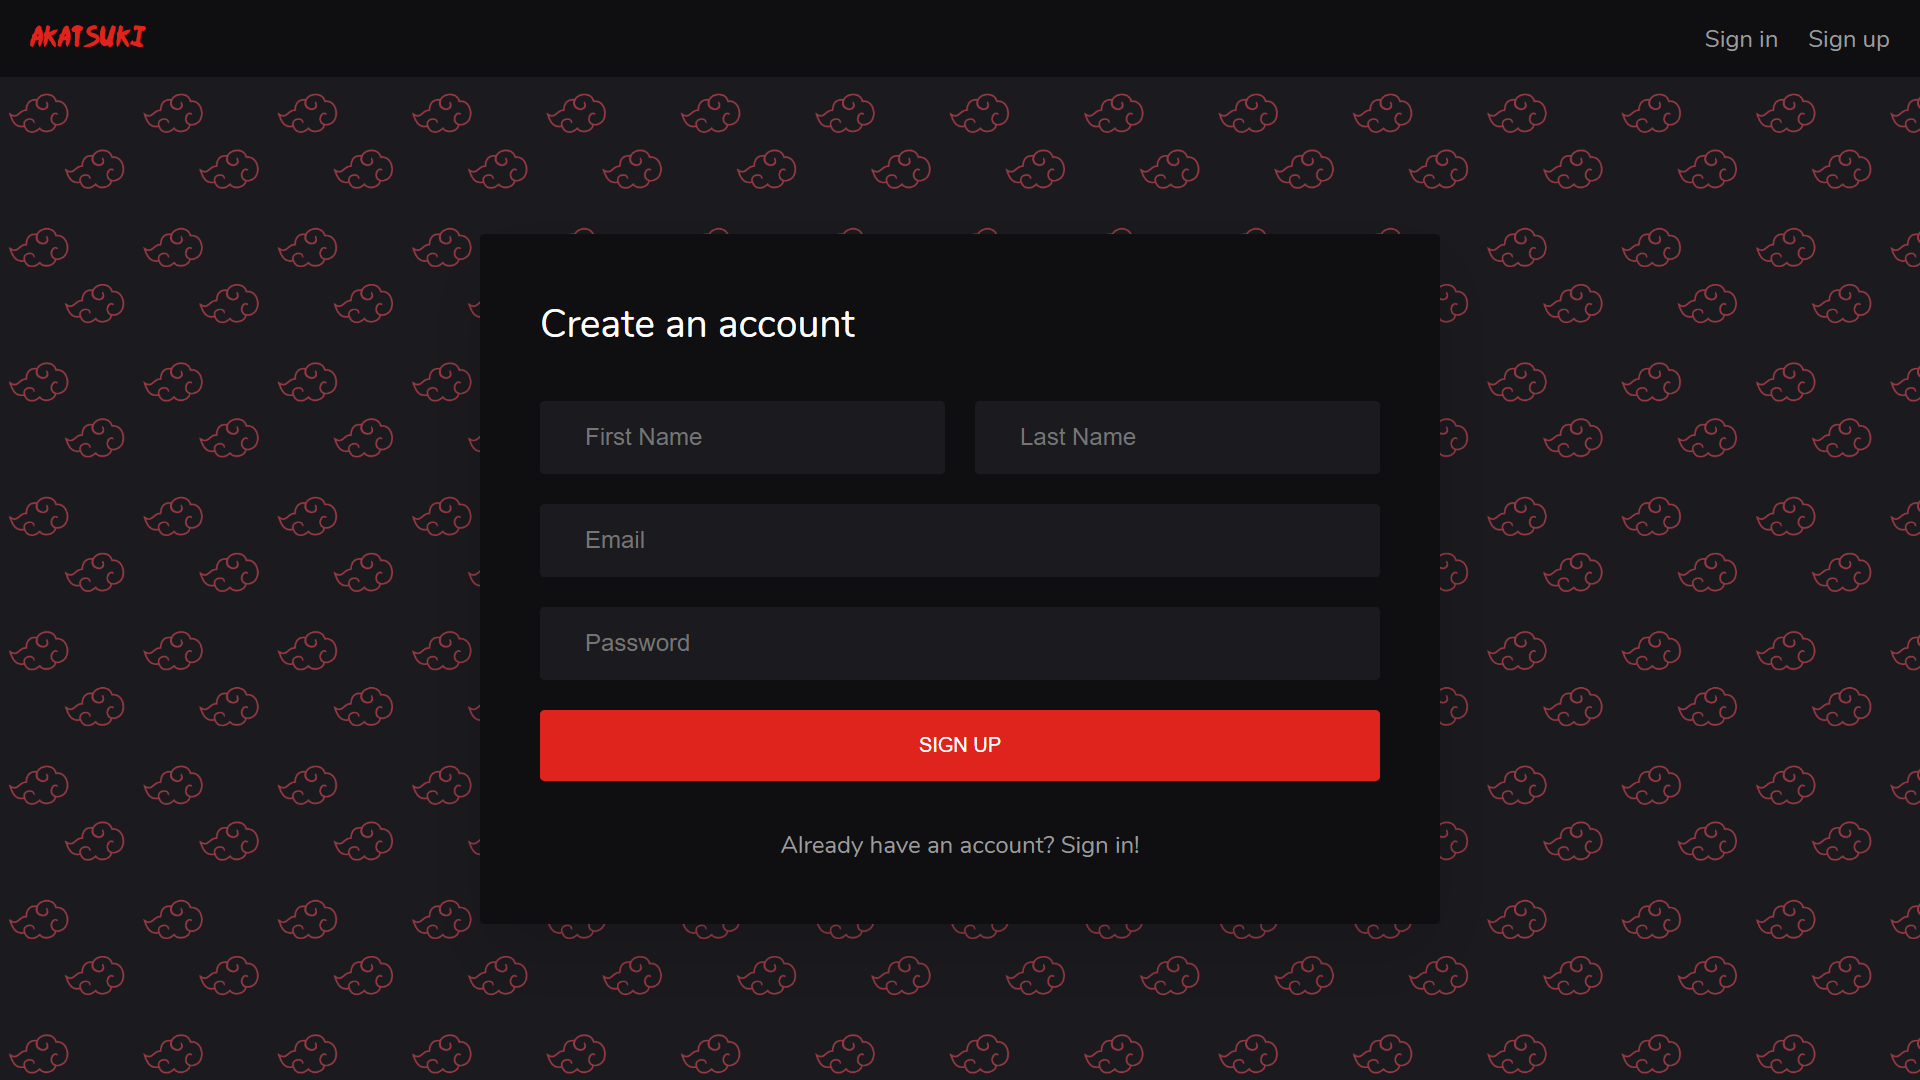 AKATSUKI
Sign in
Sign up
Create an account
First Name
Last Name
Email
Password
SIGN UP
Already have an account? Sign in!